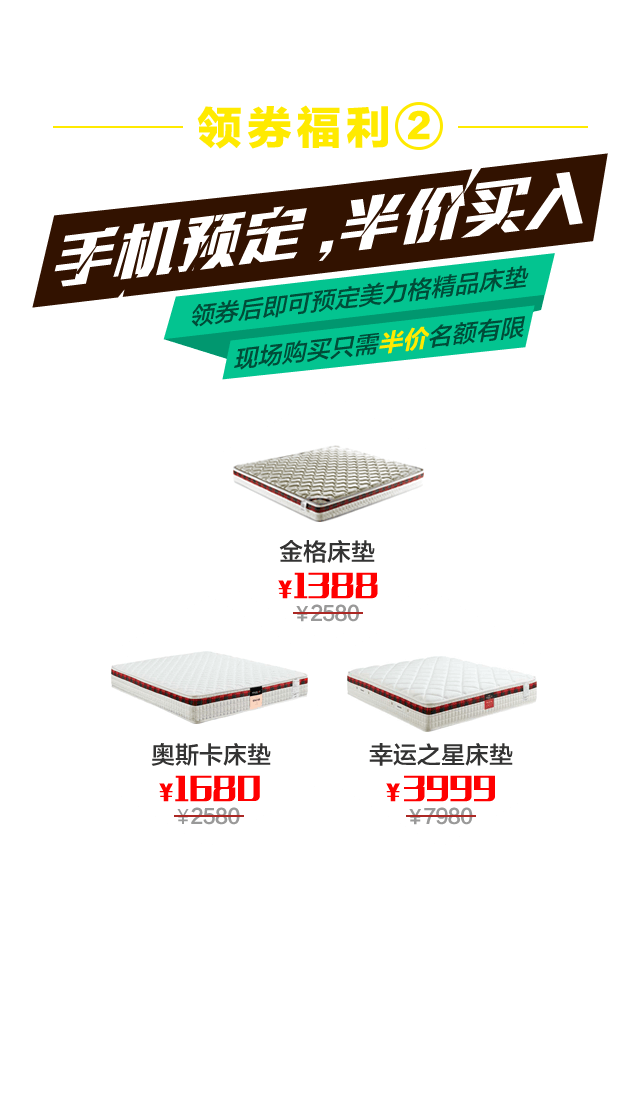 领券福利②
手机预定,半价买入
领券后即可预定美力格精品床垫
现场购买只需半价名额有限
金格床垫
¥1388
¥2580
奥斯卡床垫
¥1680
¥2580
幸运之星床垫
¥3999
¥7980